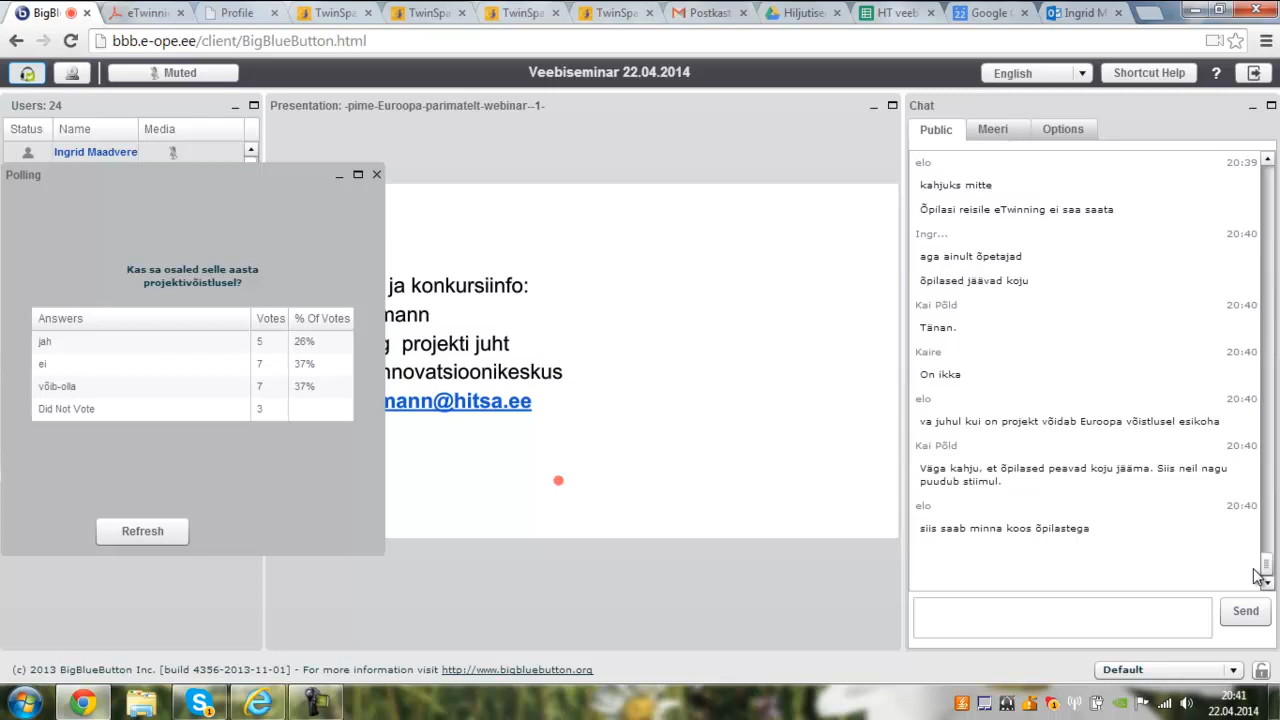 BigBl
eTwinnin
Profile
TwinSpa
TwinSpa
TwinSpa
TwinSpa
Postkast
Hiljutise
HT veeb
Google C
Ingrid M
bbb.e-ope.ee/client/BigBlueButton.html
Muted
Veebiseminar 22.04.2014
English
Shortcut Help
?
Users: 24
Status Name Media
Ingrid Maadvere
Polling
Kas sa osaled selle aasta
projektivõistlusel?
Answers Votes % Of Votes
jah 5 26%
ei 7 37%
võib-olla 7 37%
Did Not Vote 3
Refresh
Presentation: -pime-Euroopa-parimatelt-webinar--1-
ja konkursiinfo:
mann
g projekti juht
nnovatsioonikeskus
mann@hitsa.ee
Chat
Public Meeri Options
elo 20:39
kahjuks mitte
Õpilasi reisile eTwinning ei saa saata
Ingr... 20:40
aga ainult õpetajad
õpilased jäävad koju
Kai Põld 20:40
Tänan.
Kaire 20:40
On ikka
elo 20:40
va juhul kui on projekt võidab Euroopa võistlusel esikoha
Kai Põld 20:40
Väga kahju, et õpilased peavad koju jääma. Siis neil nagu
puudub stiimul.
elo 20:40
siis saab minna koos õpilastega
Send
(c) 2013 BigBlueButton Inc. [build 4356-2013-11-01] - For more information visit http://www.bigbluebutton.org
Default
20:41
22.04.2014